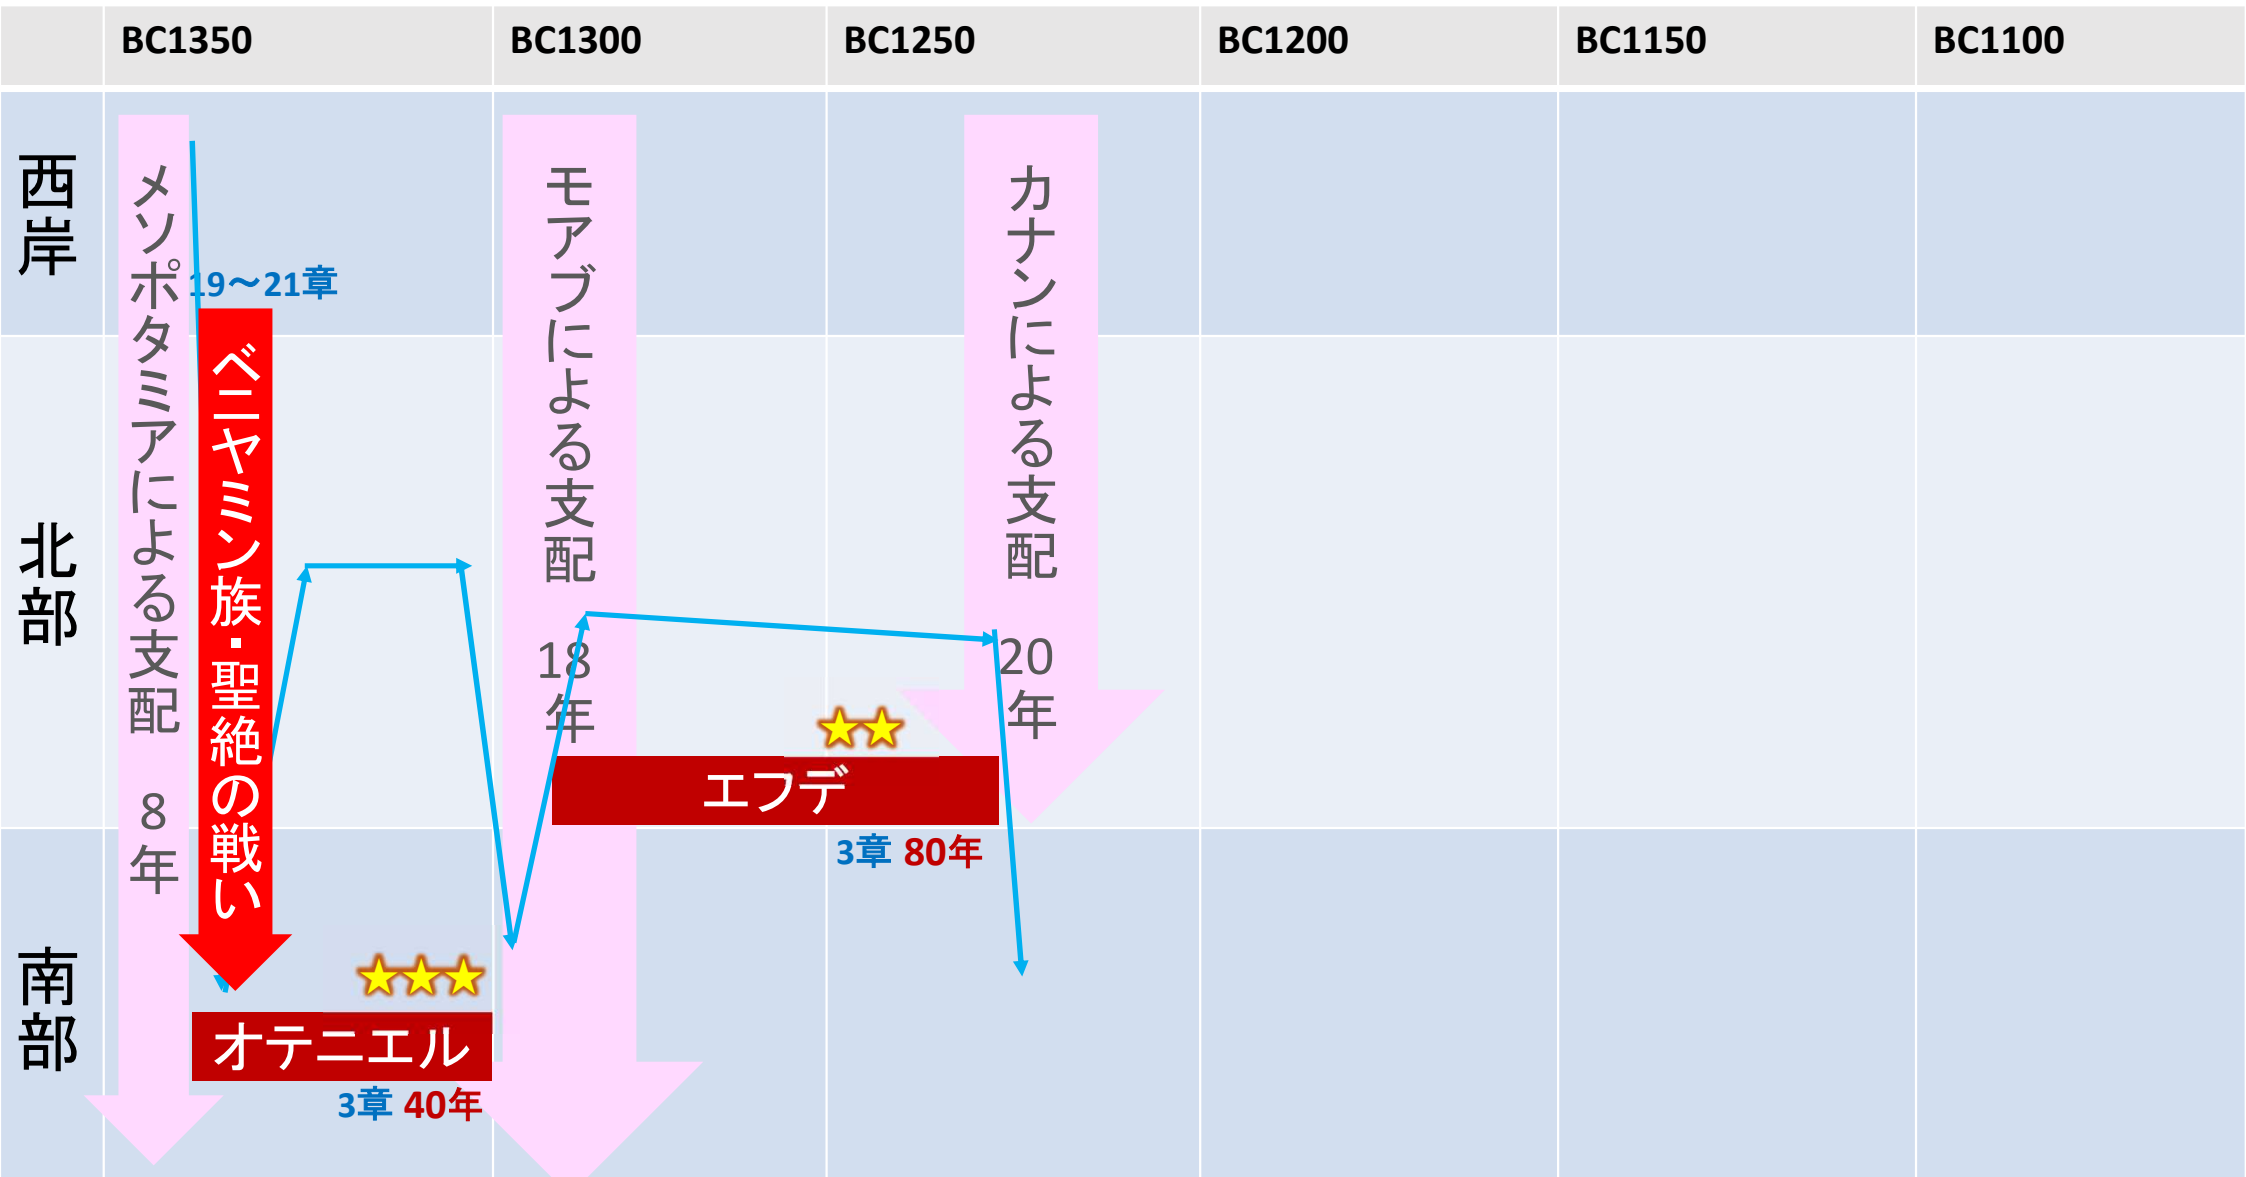 BC1350
BC1300
BC1250
BC1200
BC1150
BC1100
西岸
北部
南部
メソポタミアによる支配 8年
19～21章
ベニヤミン族・聖絶の戦い
モアブによる支配 18年
カナンによる支配 20年
エフデ
3章 80年
オテニエル
3章 40年